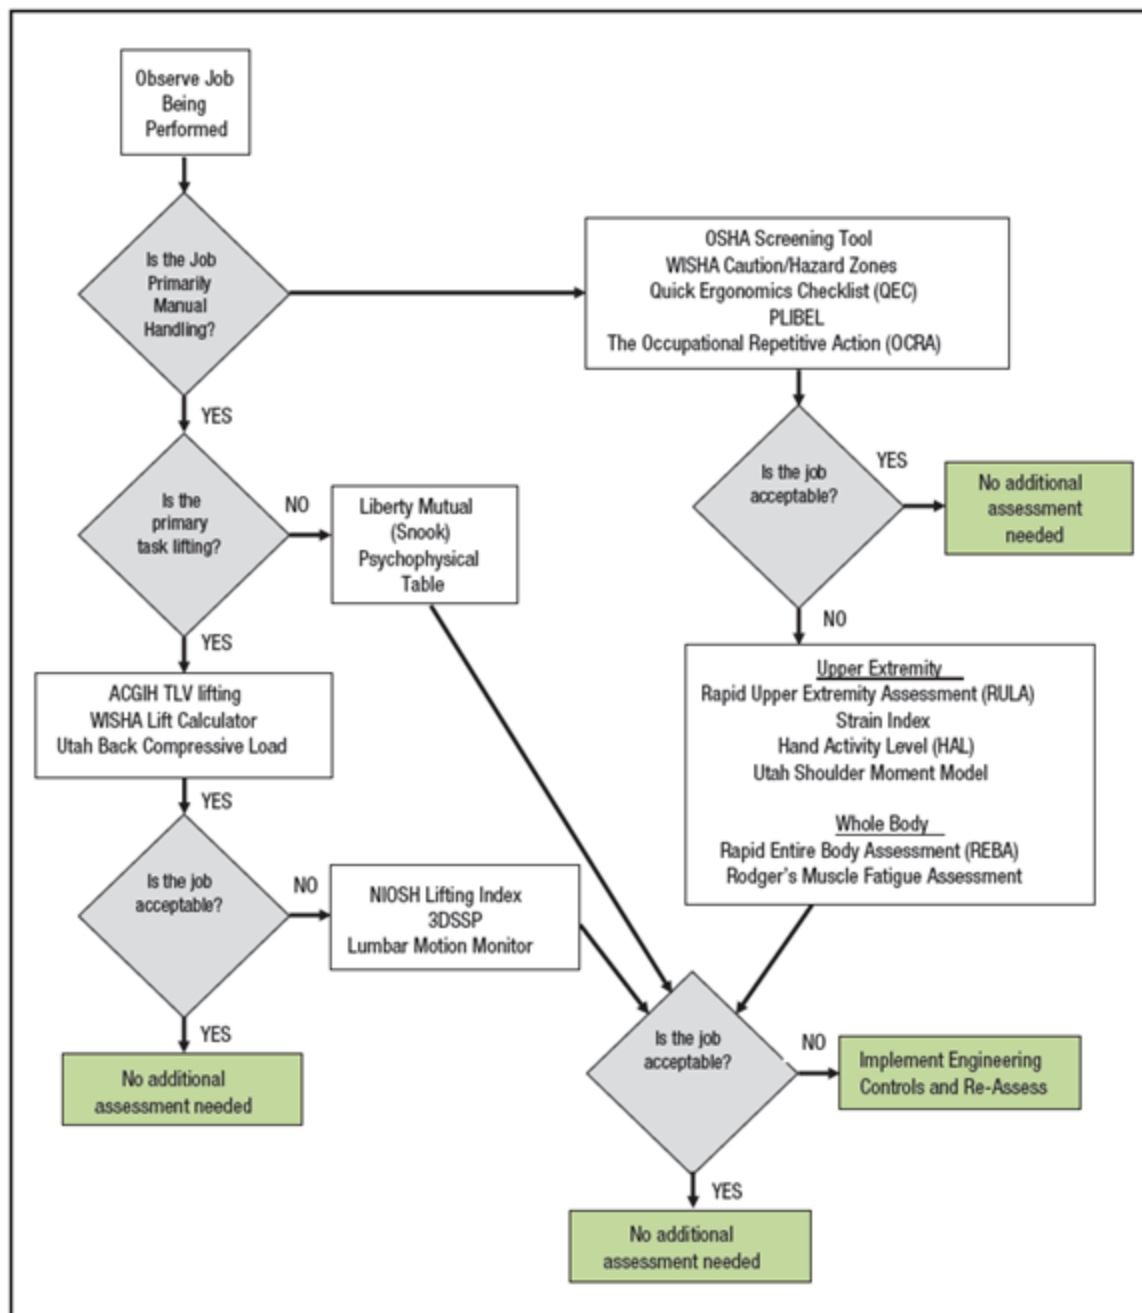 Observe Job
Being
Performed
Is the Job
Primarily
Manual
Handling?
OSHA Screening Tool
WISHA Caution/Hazard Zones
Quick Ergonomics Checklist (QEC)
PLIBEL
The Occupational Repetitive Action (OCRA)
YES
Is the
primary
task lifting?
NO
Liberty Mutual
(Snook)
Psychophysical
Table
Is the job
acceptable?
YES
No additional
assessment
needed
NO
YES
ACGIH TLV lifting
WISHA Lift Calculator
Utah Back Compressive Load
Upper Extremity
Rapid Upper Extremity Assessment (RULA)
Strain Index
Hand Activity Level (HAL)
Utah Shoulder Moment Model
Whole Body
Rapid Entire Body Assessment (REBA)
Rodger's Muscle Fatigue Assessment
YES
Is the job
acceptable?
NO
NIOSH Lifting Index
3DSSP
Lumbar Motion Monitor
YES
No additional
assessment needed
Is the job
acceptable?
NO
Implement Engineering
Controls and Re-Assess
YES
No additional
assessment needed